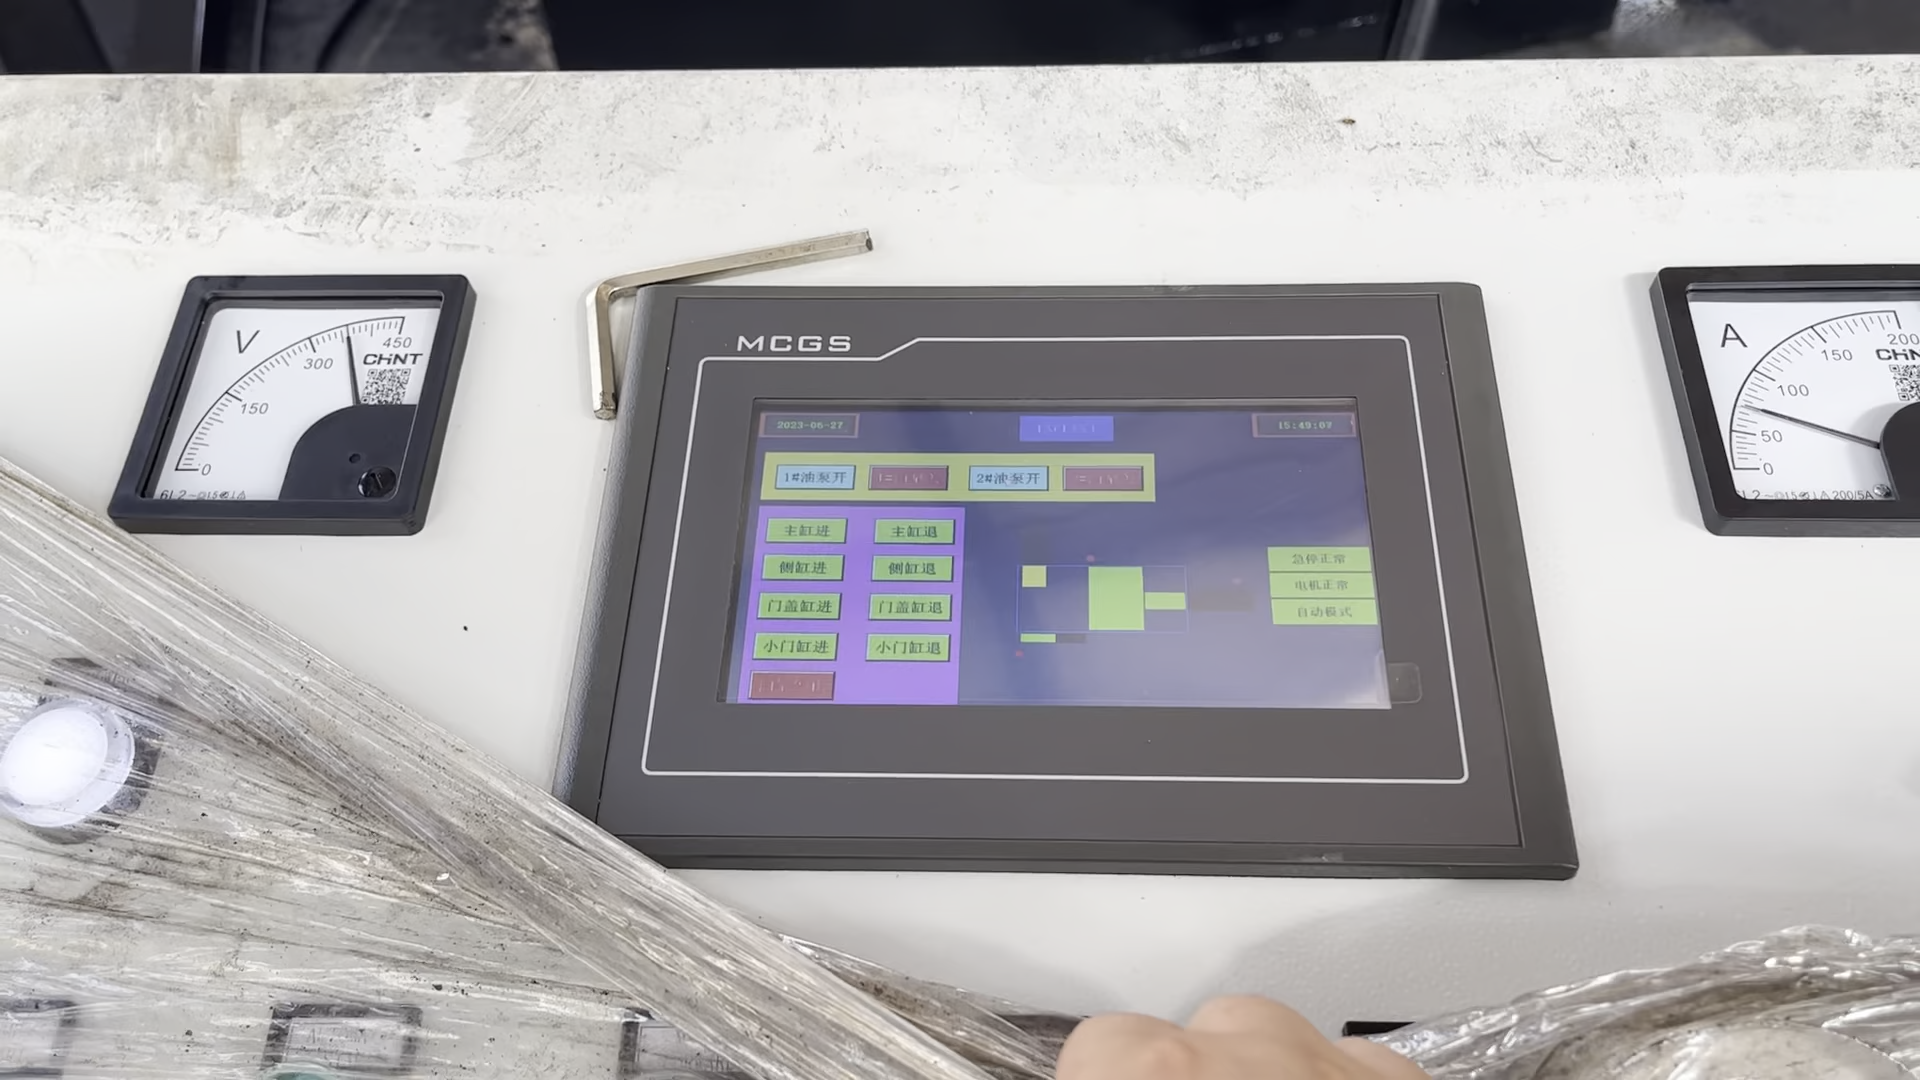 V
450
CHNT
300
150
0
MCGS
2023-06-27
15:49:07
1#油泵开
2#油泵开
主缸进
主缸退
侧缸进
侧缸退
门盖缸进
门盖缸退
小门缸进
小门缸退
急停正常
电机正常
自动模式
A
200
150
100
50
0
200/5A